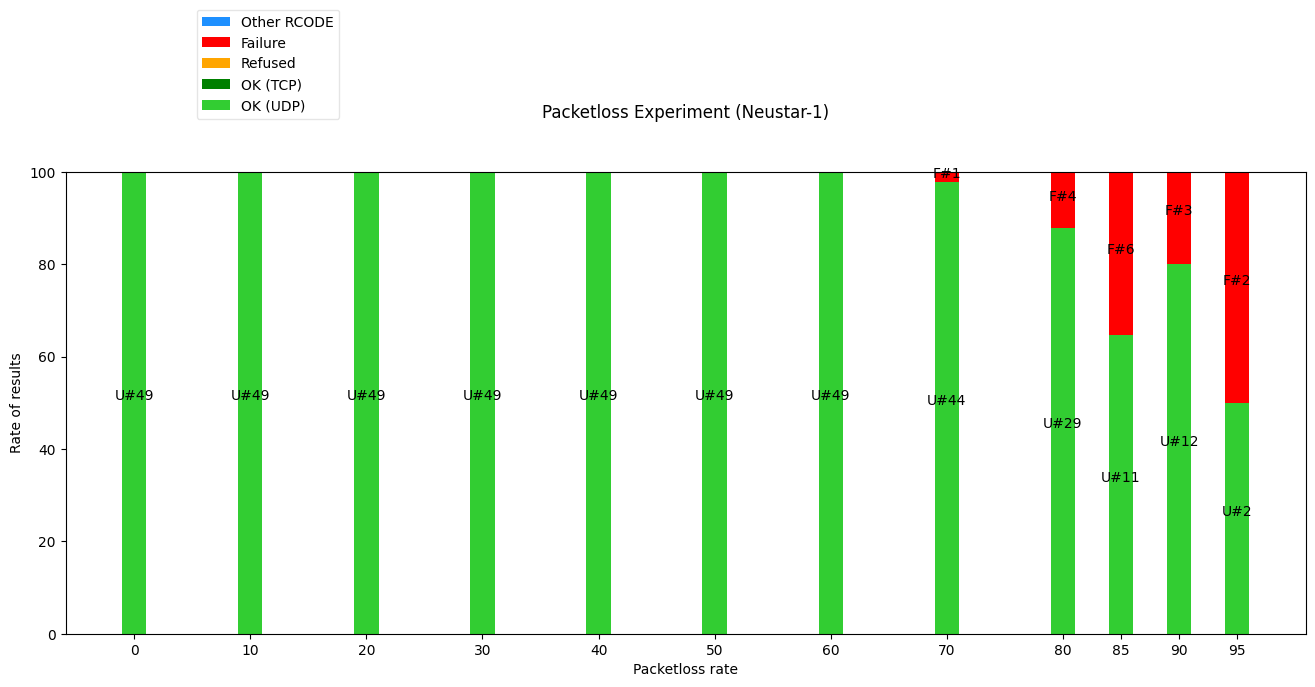 Other RCODE
Failure
Refused
OK (TCP)
OK (UDP)
Packetloss Experiment (Neustar-1)
Rate of results
100
80
60
40
20
0
U#49
U#49
U#49
U#49
U#49
U#49
U#49
F#1
U#44
F#4
U#29
F#6
U#11
F#3
U#12
F#2
U#2
0 10 20 30 40 50 60 70 80 85 90 95
Packetloss rate